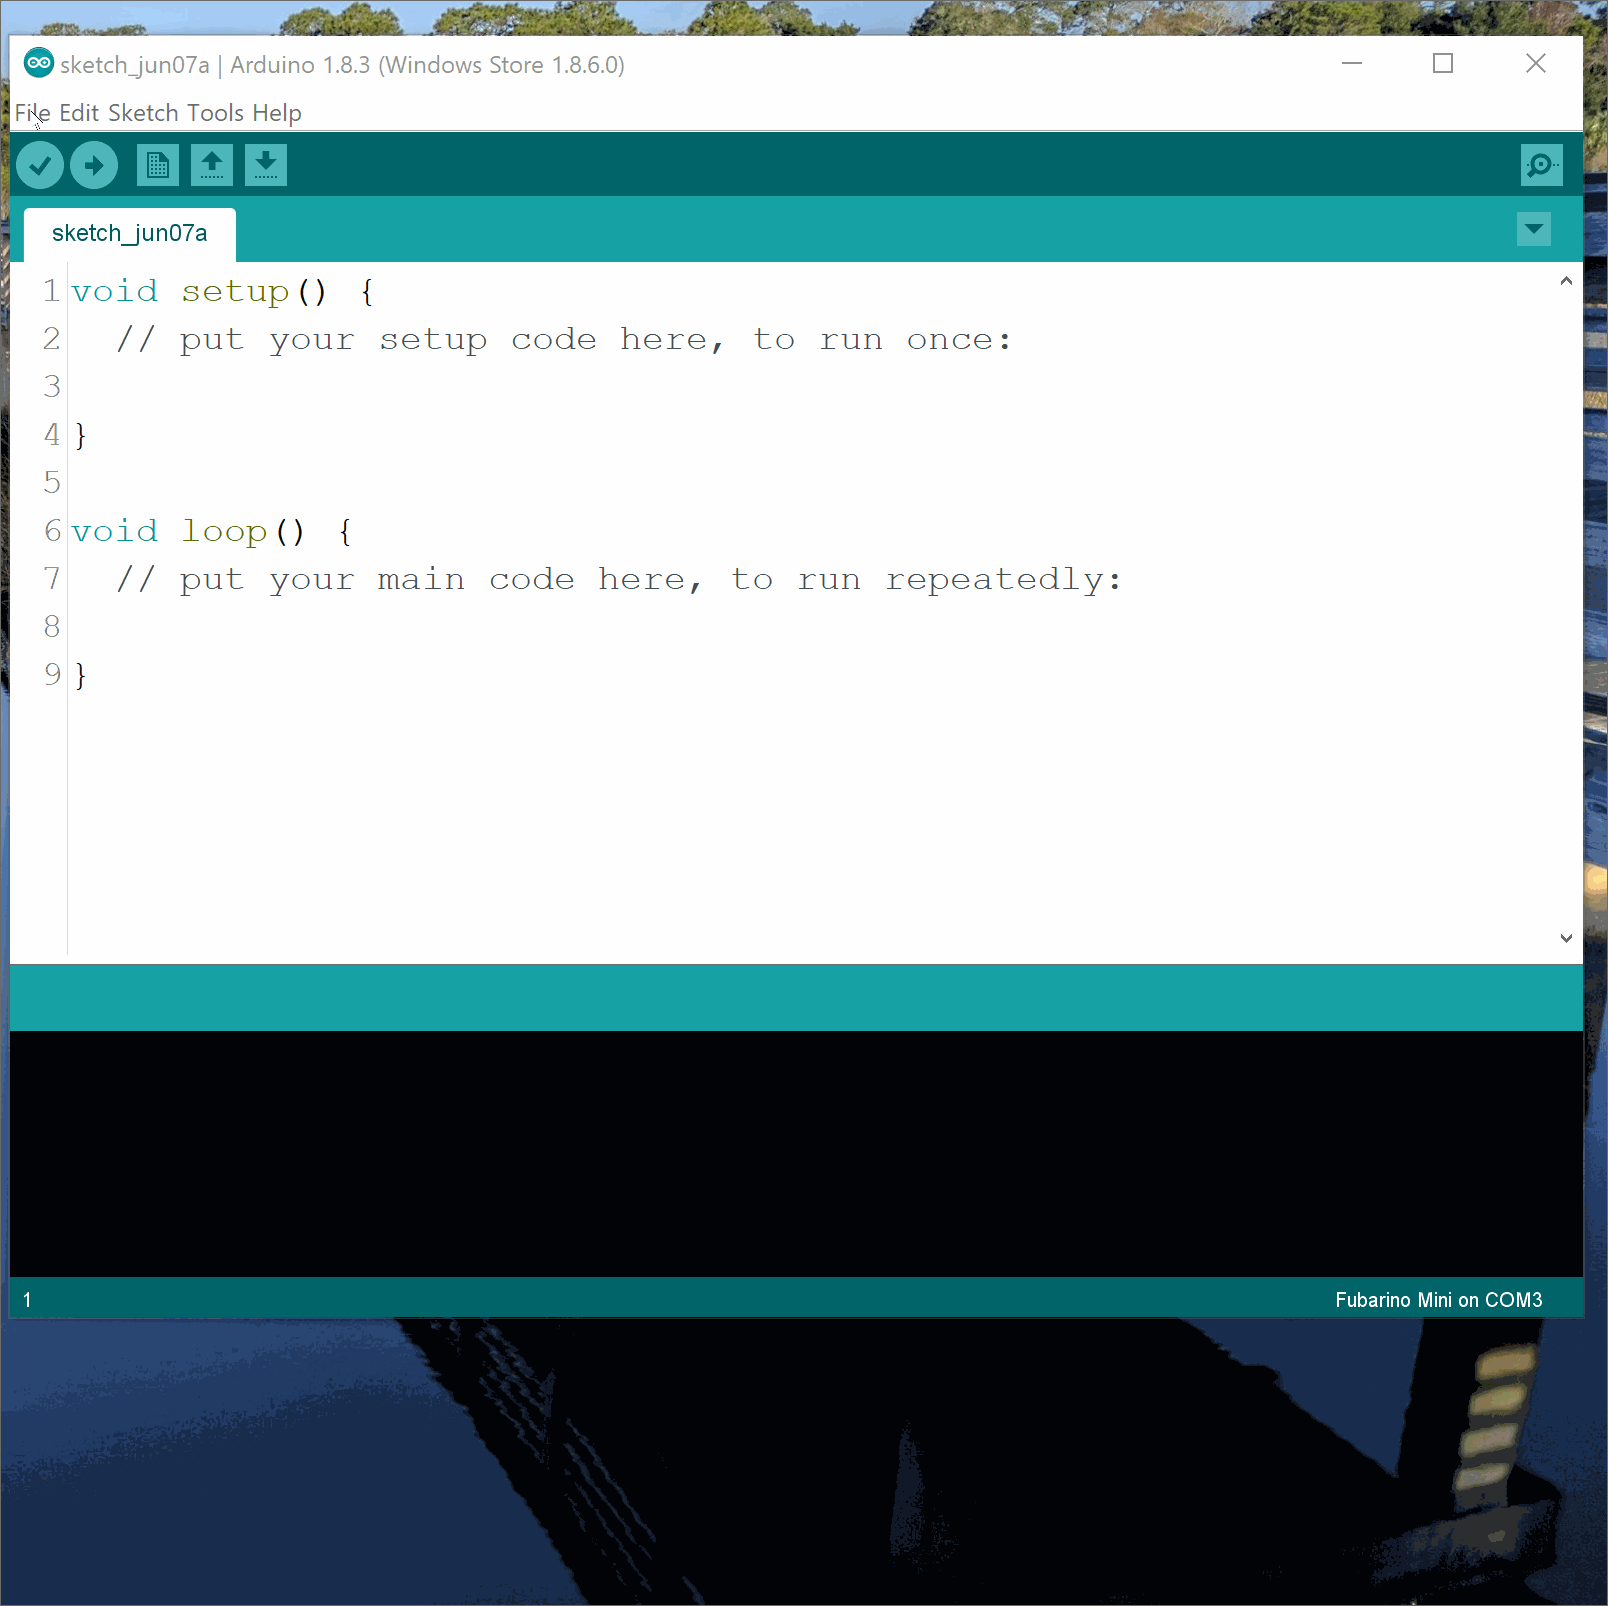 sketch_jun07a | Arduino 1.8.3 (Windows Store 1.8.6.0)
File Edit Sketch Tools Help
sketch_jun07a
1 void setup() {
2   // put your setup code here, to run once:
3
4 }
5
6 void loop() {
7   // put your main code here, to run repeatedly:
8
9 }
1
Fubarino Mini on COM3